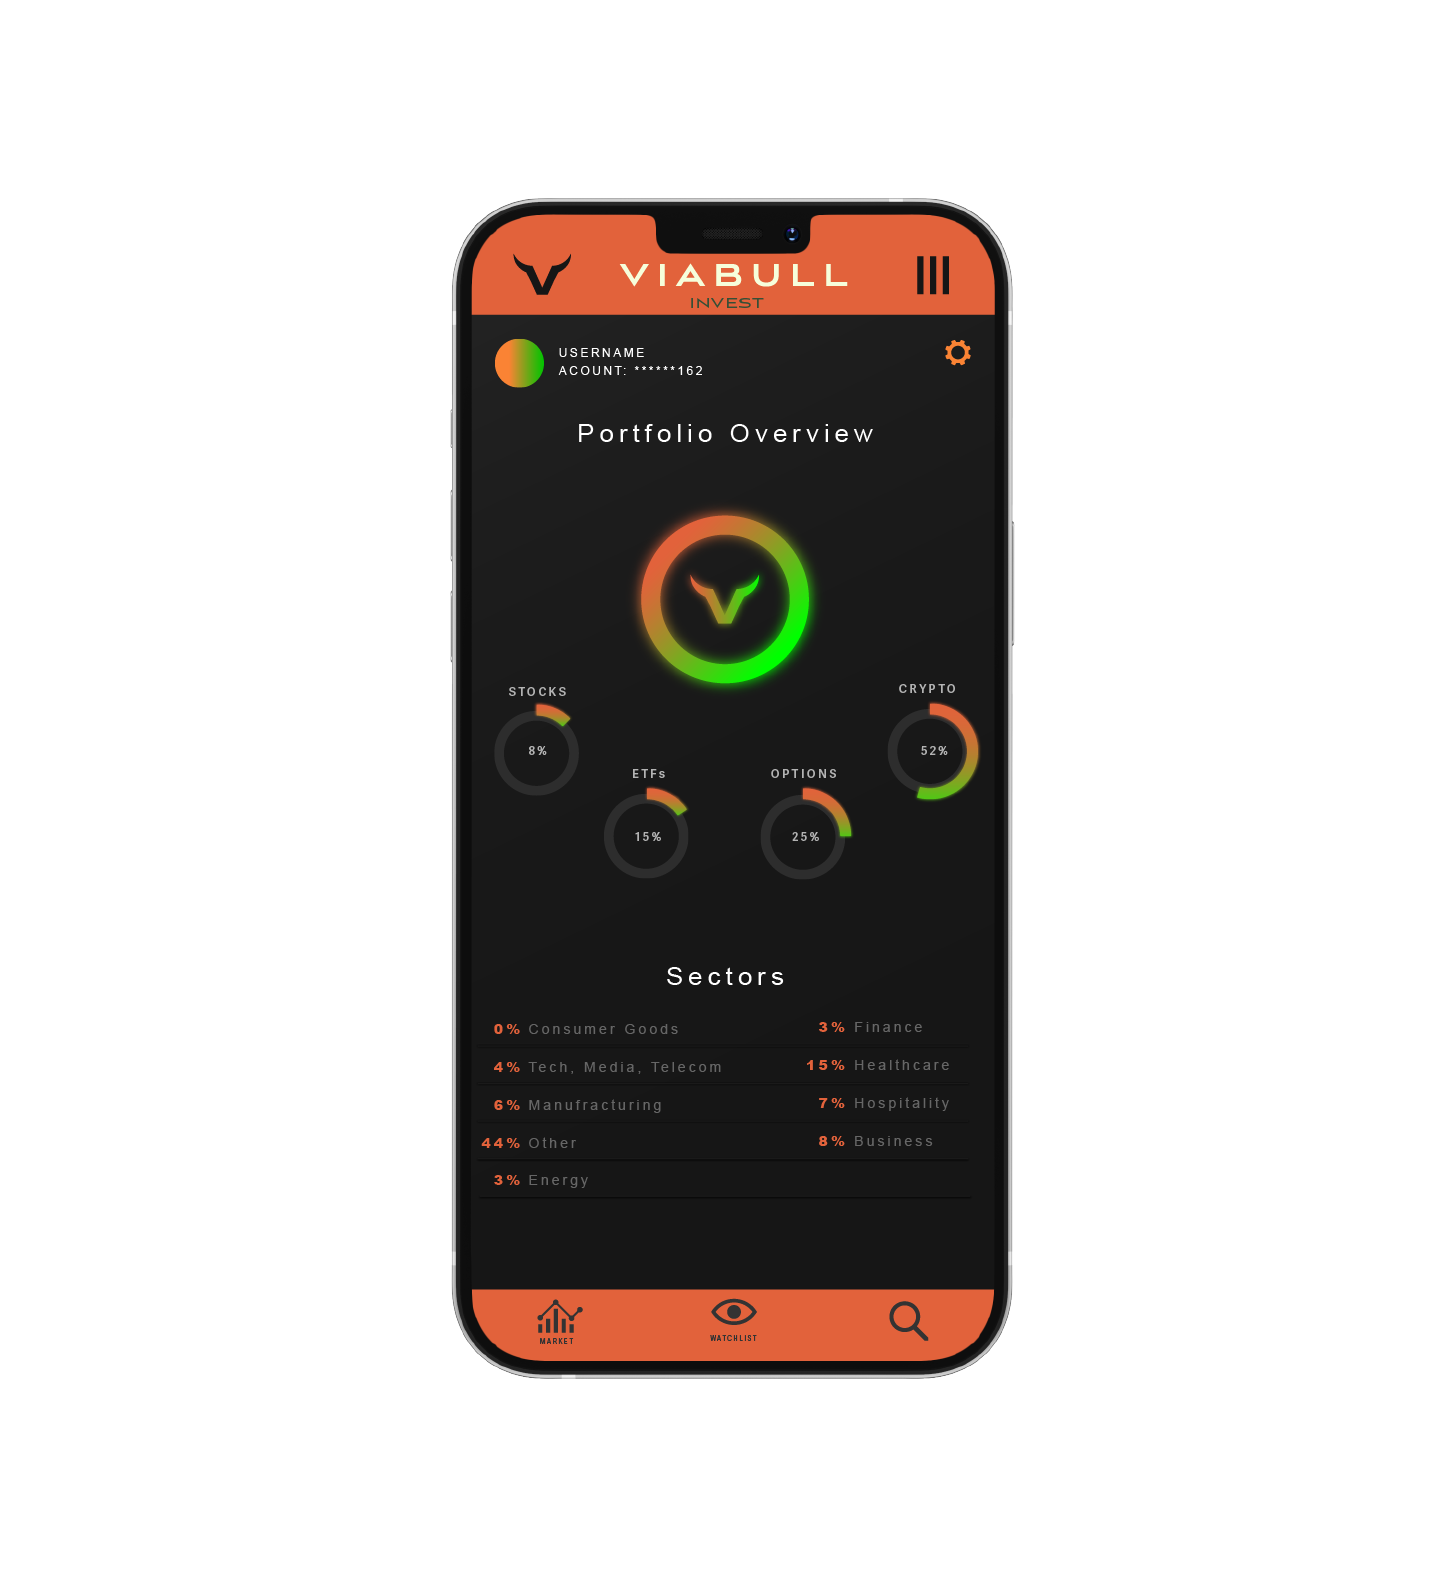 VIABULL
INVEST
USERNAME
ACOUNT: ******162
Portfolio Overview
STOCKS
8%
CRYPTO
52%
ETFs
15%
OPTIONS
25%
Sectors
0% Consumer Goods
3% Finance
4% Tech, Media, Telecom
15% Healthcare
6% Manufracturing
7% Hospitality
44% Other
8% Business
3% Energy
MARKET
WATCHLIST